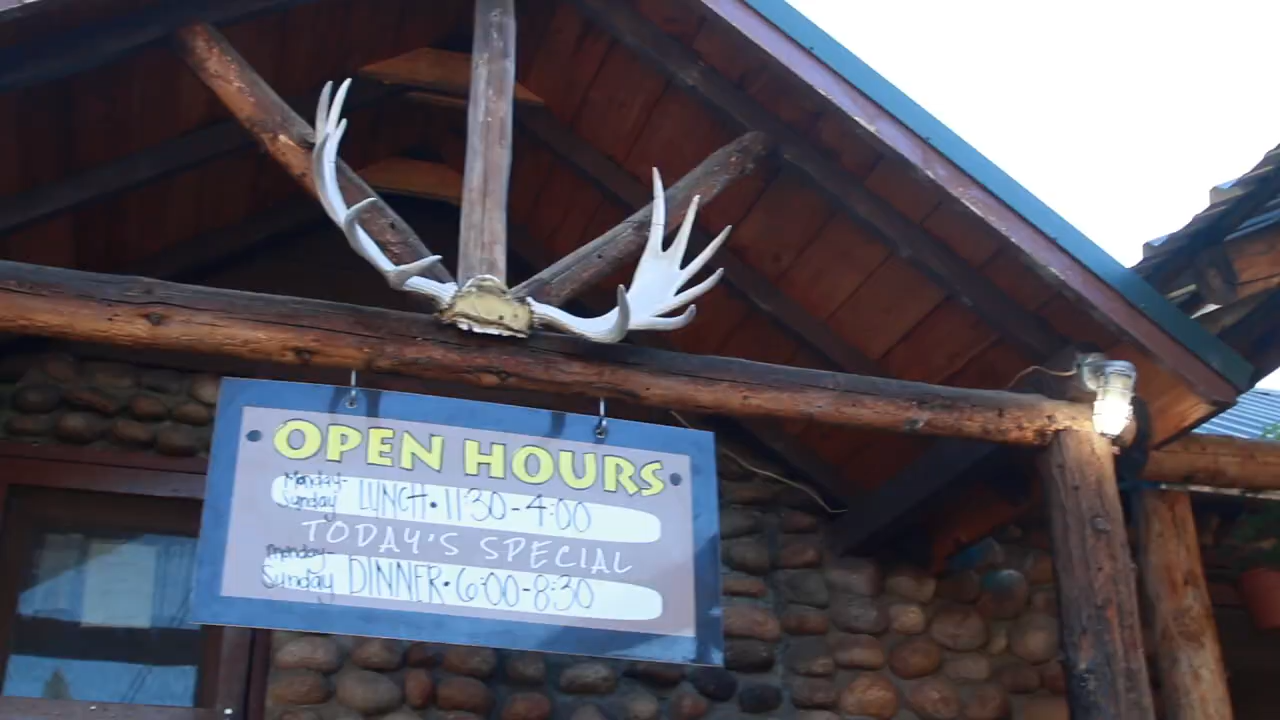 OPEN HOURS
Monday-
Sunday LUNCH • 11:30-4:00
TODAY'S SPECIAL
Monday-
Sunday DINNER • 6:00-8:30